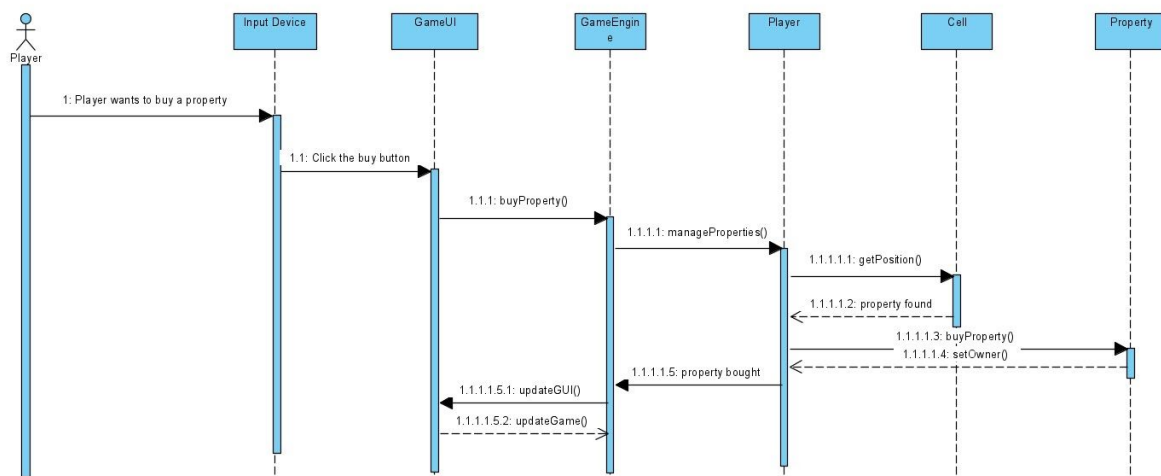 Player
Input Device
GameUI
GameEngin
e
Player
Cell
Property
1: Player wants to buy a property
1.1: Click the buy button
1.1.1: buyProperty()
1.1.1.1: manageProperties()
1.1.1.1.1: getPosition()
1.1.1.1.2: property found
1.1.1.1.3: buyProperty()
1.1.1.1.4: setOwner()
1.1.1.1.5: property bought
1.1.1.1.5.1: updateGUI()
1.1.1.1.5.2: updateGame()